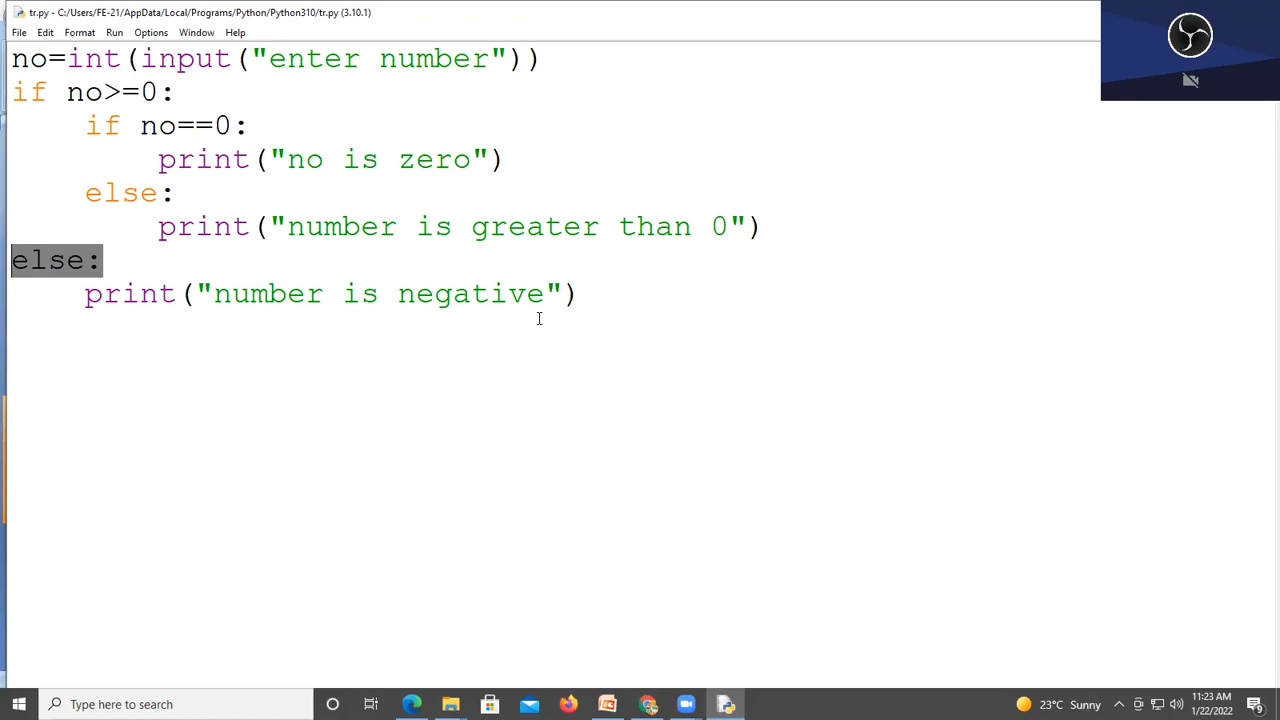 tr.py - C:/Users/FE-21/AppData/Local/Programs/Python/Python310/tr.py (3.10.1)
File Edit Format Run Options Window Help
no=int(input("enter number"))
if no>=0:
    if no==0:
        print("no is zero")
    else:
        print("number is greater than 0")
else:
    print("number is negative")
Type here to search
23°C Sunny
11:23 AM
1/22/2022